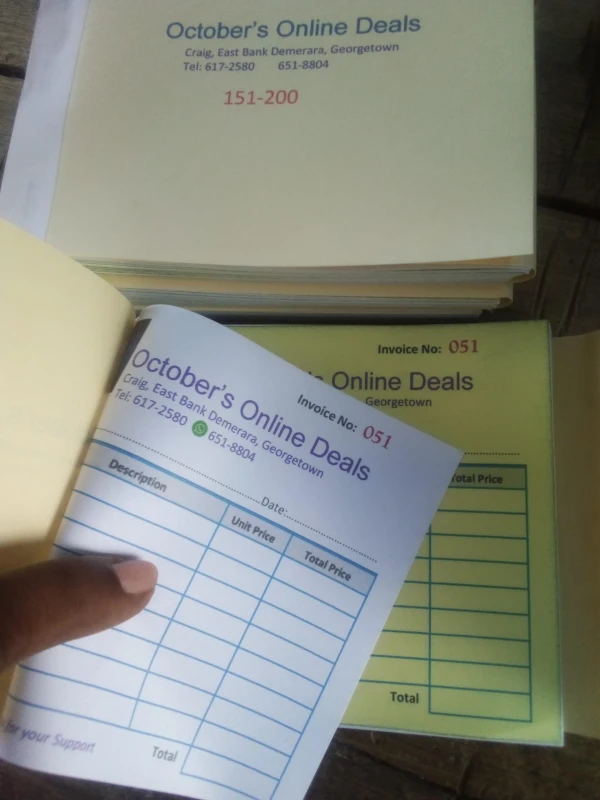 October's Online Deals
Craig, East Bank Demerara, Georgetown
Tel: 617-2580 651-8804
151-200
Invoice No: 051
October's Online Deals
Craig, East Bank Demerara, Georgetown
Tel: 617-2580 651-8804
Date:
Description Unit Price Total Price
for your Support
Total
Invoice No: 051
Online Deals
Georgetown
Total Price
Total